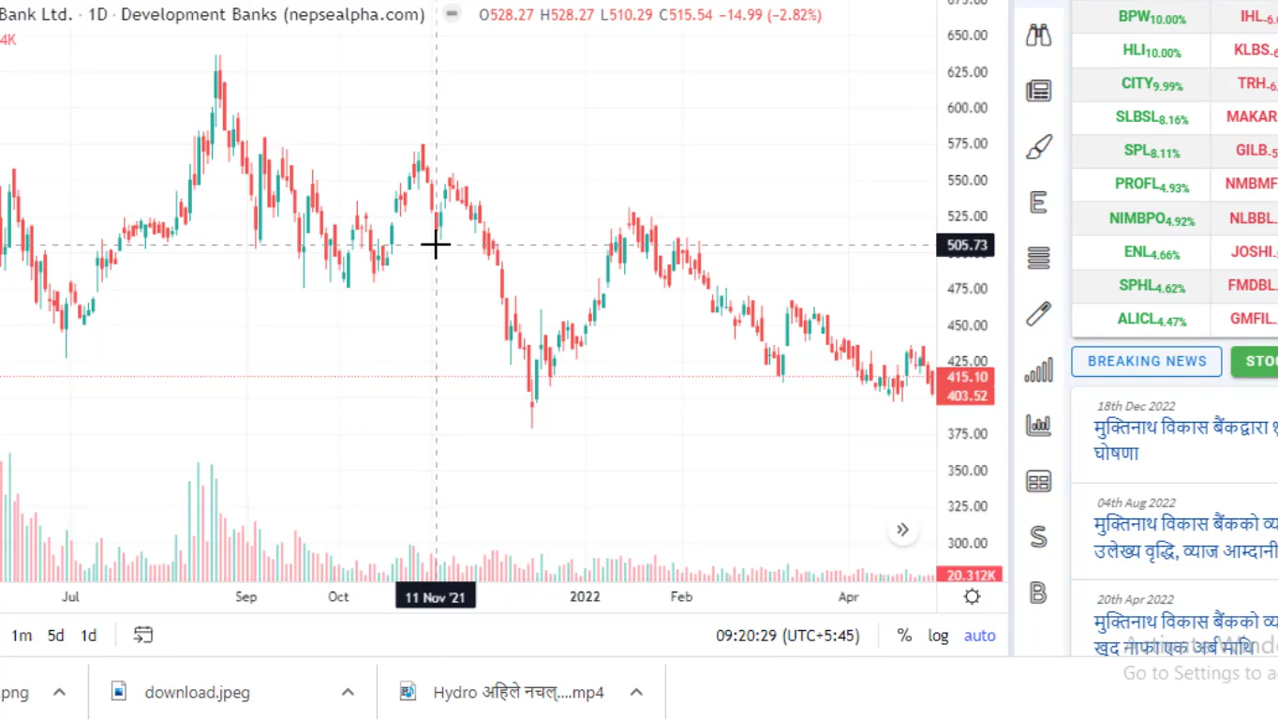 Bank Ltd. · 1D · Development Banks (nepsealpha.com) O528.27 H528.27 L510.29 C515.54 −14.99 (−2.82%)
4K
650.00
625.00
600.00
575.00
550.00
525.00
505.73
475.00
450.00
425.00
415.10
403.52
375.00
350.00
325.00
300.00
20.312K
Jul Sep Oct 11 Nov '21 2022 Feb Apr
1m 5d 1d 09:20:29 (UTC+5:45) % log auto
E
S
B
BPW10.00% IHL
HLI10.00% KLBS
CITY9.99% TRH
SLBSL8.16% MAKAR
SPL8.11% GILB
PROFL4.93% NMBMF
NIMBPO4.92% NLBBL
ENL4.66% JOSHI
SPHL4.62% FMDBL
ALICL4.47% GMFIL
BREAKING NEWS STO
18th Dec 2022
मुक्तिनाथ विकास बैंकद्वारा
घोषणा
04th Aug 2022
मुक्तिनाथ विकास बैंकको
उलेख्य वृद्धि, व्याज आम्दानी
20th Apr 2022
मुक्तिनाथ विकास बैंकको
खुद नाफा एक अर्ब माथि
Activate Wind
Go to Settings to a
png download.jpeg Hydro अहिले नचल्....mp4